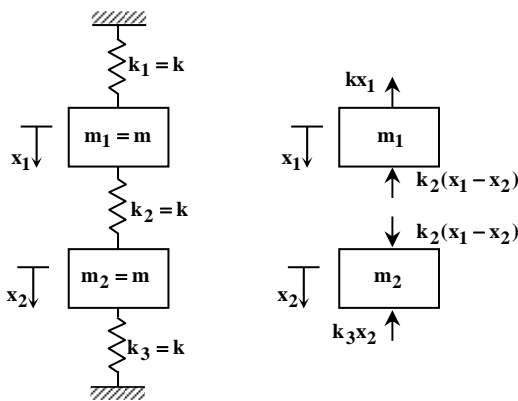 k₁ = k
m₁ = m
x₁
k₂ = k
m₂ = m
x₂
k₃ = k
kx₁
m₁
x₁
k₂(x₁ − x₂)
k₂(x₁ − x₂)
m₂
x₂
k₃x₂